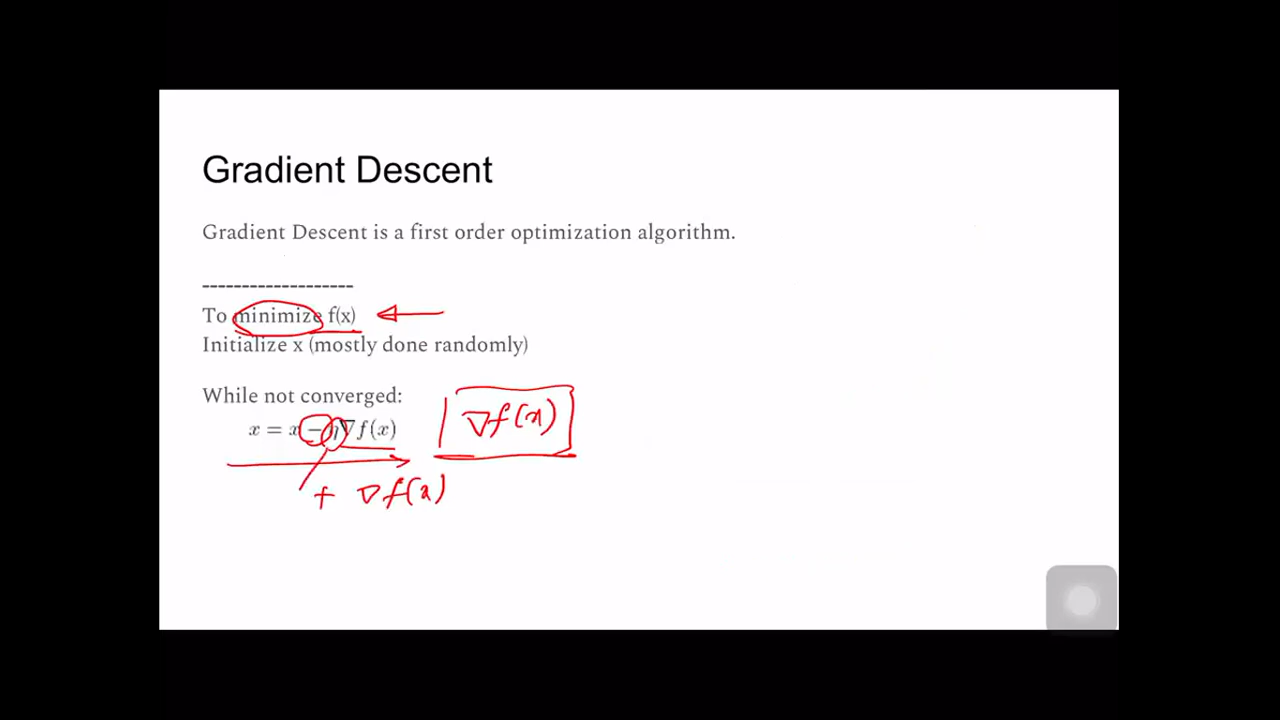 Gradient Descent
Gradient Descent is a first order optimization algorithm.
-------------------
To minimize f(x)
Initialize x (mostly done randomly)
While not converged:
x = x − η∇f(x)
∇f(x)
+ ∇f(x)